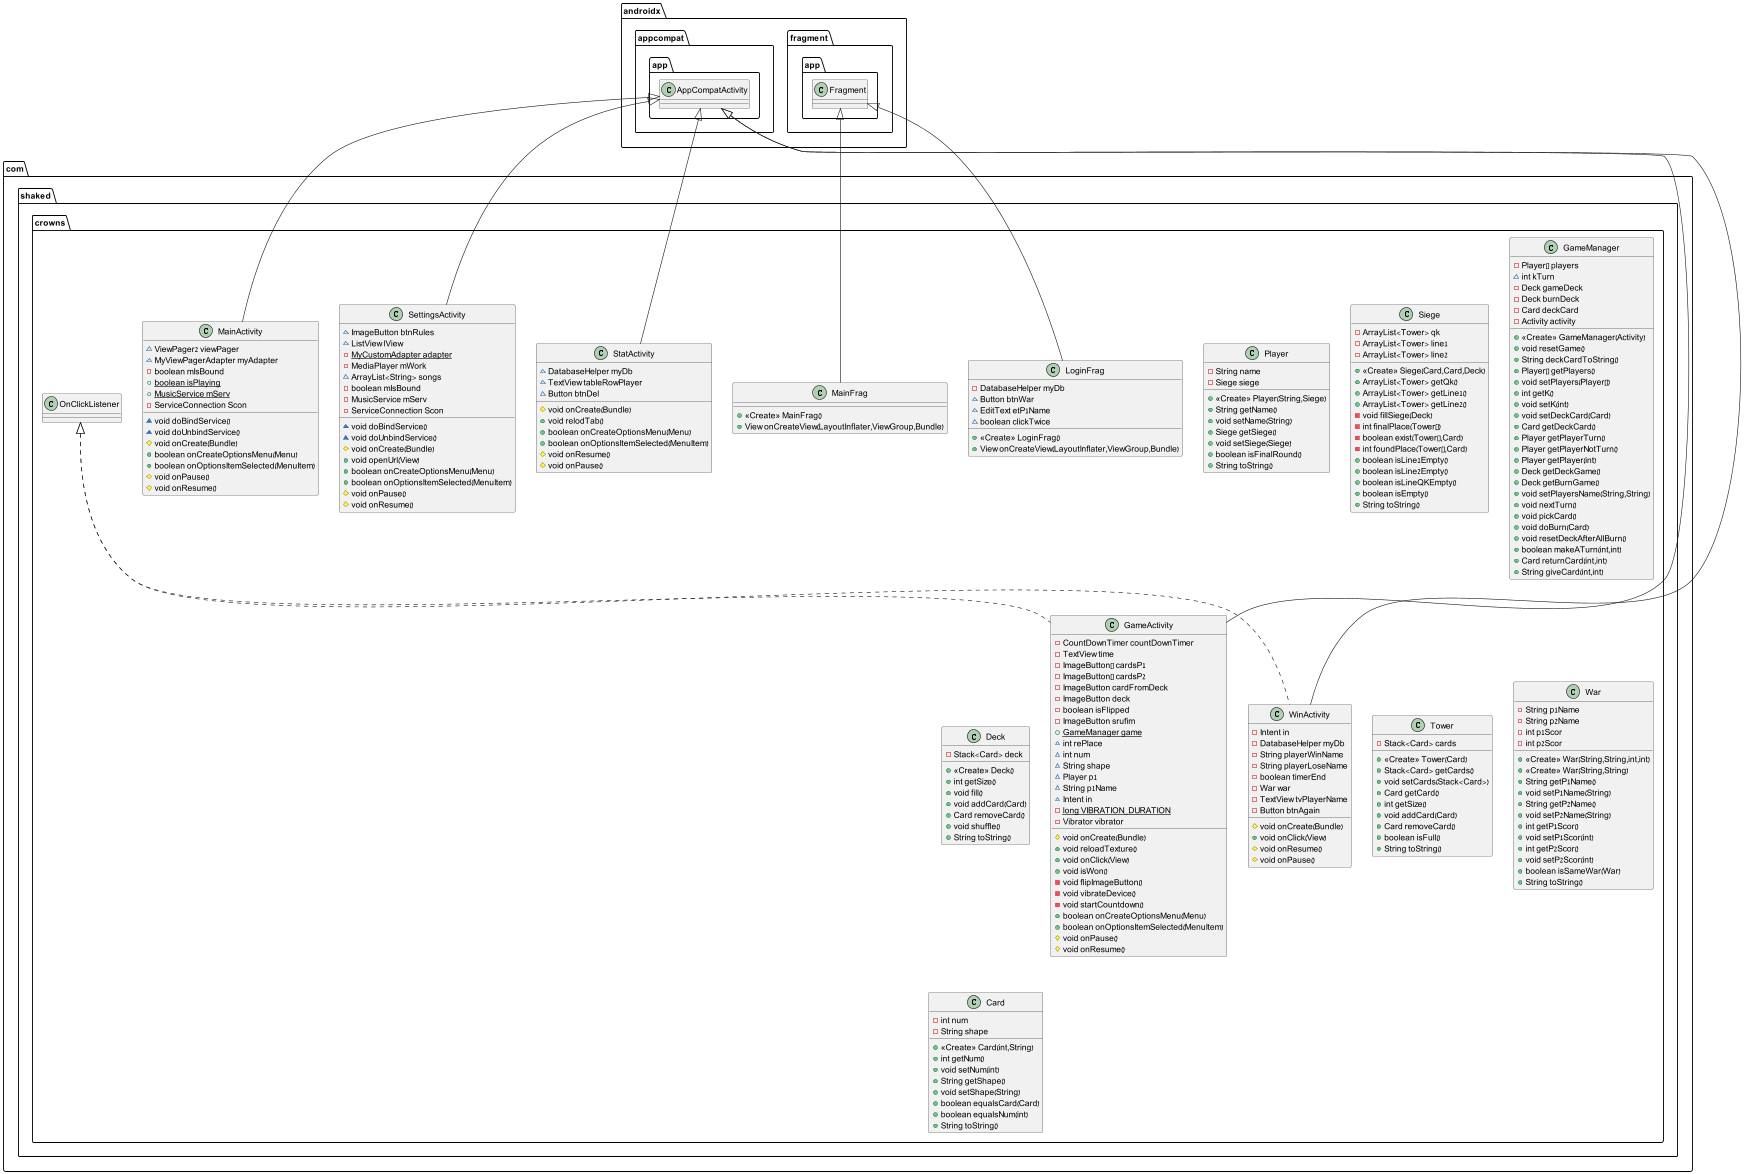 androidx
appcompat
fragment
app
app
C AppCompatActivity
C Fragment
com
shaked
crowns
C OnClickListener
C MainActivity
ViewPager2 viewPager
MyViewPagerAdapter myAdapter
boolean mIsBound
boolean isPlaying
MusicService mServ
ServiceConnection Scon
void doBindService()
void doUnbindService()
void onCreate(Bundle)
boolean onCreateOptionsMenu(Menu)
boolean onOptionsItemSelected(MenuItem)
void onPause()
void onResume()
C SettingsActivity
ImageButton btnRules
ListView lView
MyCustomAdapter adapter
MediaPlayer mWork
ArrayList<String> songs
boolean mIsBound
MusicService mServ
ServiceConnection Scon
void doBindService()
void doUnbindService()
void onCreate(Bundle)
void openUrl(View)
boolean onCreateOptionsMenu(Menu)
boolean onOptionsItemSelected(MenuItem)
void onPause()
void onResume()
C StatActivity
DatabaseHelper myDb
TextView tableRowPlayer
Button btnDel
void onCreate(Bundle)
void relodTab()
boolean onCreateOptionsMenu(Menu)
boolean onOptionsItemSelected(MenuItem)
void onResume()
void onPause()
C MainFrag
«Create» MainFrag()
View onCreateView(LayoutInflater,ViewGroup,Bundle)
C LoginFrag
DatabaseHelper myDb
Button btnWar
EditText etP1Name
boolean clickTwice
«Create» LoginFrag()
View onCreateView(LayoutInflater,ViewGroup,Bundle)
C Player
String name
Siege siege
«Create» Player(String,Siege)
String getName()
void setName(String)
Siege getSiege()
void setSiege(Siege)
boolean isFinalRound()
String toString()
C Siege
ArrayList<Tower> qk
ArrayList<Tower> line1
ArrayList<Tower> line2
«Create» Siege(Card,Card,Deck)
ArrayList<Tower> getQk()
ArrayList<Tower> getLine1()
ArrayList<Tower> getLine2()
void fillSiege(Deck)
int finalPlace(Tower[])
boolean exist(Tower[],Card)
int foundPlace(Tower[],Card)
boolean isLine1Empty()
boolean isLine2Empty()
boolean isLineQKEmpty()
boolean isEmpty()
String toString()
C GameManager
Player[] players
int kTurn
Deck gameDeck
Deck burnDeck
Card deckCard
Activity activity
«Create» GameManager(Activity)
void resetGame()
String deckCardToString()
Player[] getPlayers()
void setPlayers(Player[])
int getK()
void setK(int)
void setDeckCard(Card)
Card getDeckCard()
Player getPlayerTurn()
Player getPlayerNotTurn()
Player getPlayer(int)
Deck getDeckGame()
Deck getBurnGame()
void setPlayersName(String,String)
void nextTurn()
void pickCard()
void doBurn(Card)
void resetDeckAfterAllBurn()
boolean makeATurn(int,int)
Card returnCard(int,int)
String giveCard(int,int)
C Deck
Stack<Card> deck
«Create» Deck()
int getSize()
void fill()
void addCard(Card)
Card removeCard()
void shuffle()
String toString()
C GameActivity
CountDownTimer countDownTimer
TextView time
ImageButton[] cardsP1
ImageButton[] cardsP2
ImageButton cardFromDeck
ImageButton deck
boolean isFlipped
ImageButton srufim
GameManager game
int rePlace
int num
String shape
Player p1
String p1Name
Intent in
long VIBRATION_DURATION
Vibrator vibrator
void onCreate(Bundle)
void reloadTexture()
void onClick(View)
void isWon()
void flipImageButton()
void vibrateDevice()
void startCountdown()
boolean onCreateOptionsMenu(Menu)
boolean onOptionsItemSelected(MenuItem)
void onPause()
void onResume()
C WinActivity
Intent in
DatabaseHelper myDb
String playerWinName
String playerLoseName
boolean timerEnd
War war
TextView tvPlayerName
Button btnAgain
void onCreate(Bundle)
void onClick(View)
void onResume()
void onPause()
C Tower
Stack<Card> cards
«Create» Tower(Card)
Stack<Card> getCards()
void setCards(Stack<Card>)
Card getCard()
int getSize()
void addCard(Card)
Card removeCard()
boolean isFull()
String toString()
C War
String p1Name
String p2Name
int p1Scor
int p2Scor
«Create» War(String,String,int,int)
«Create» War(String,String)
String getP1Name()
void setP1Name(String)
String getP2Name()
void setP2Name(String)
int getP1Scor()
void setP1Scor(int)
int getP2Scor()
void setP2Scor(int)
boolean isSameWar(War)
String toString()
C Card
int num
String shape
«Create» Card(int,String)
int getNum()
void setNum(int)
String getShape()
void setShape(String)
boolean equalsCard(Card)
boolean equalsNum(int)
String toString()